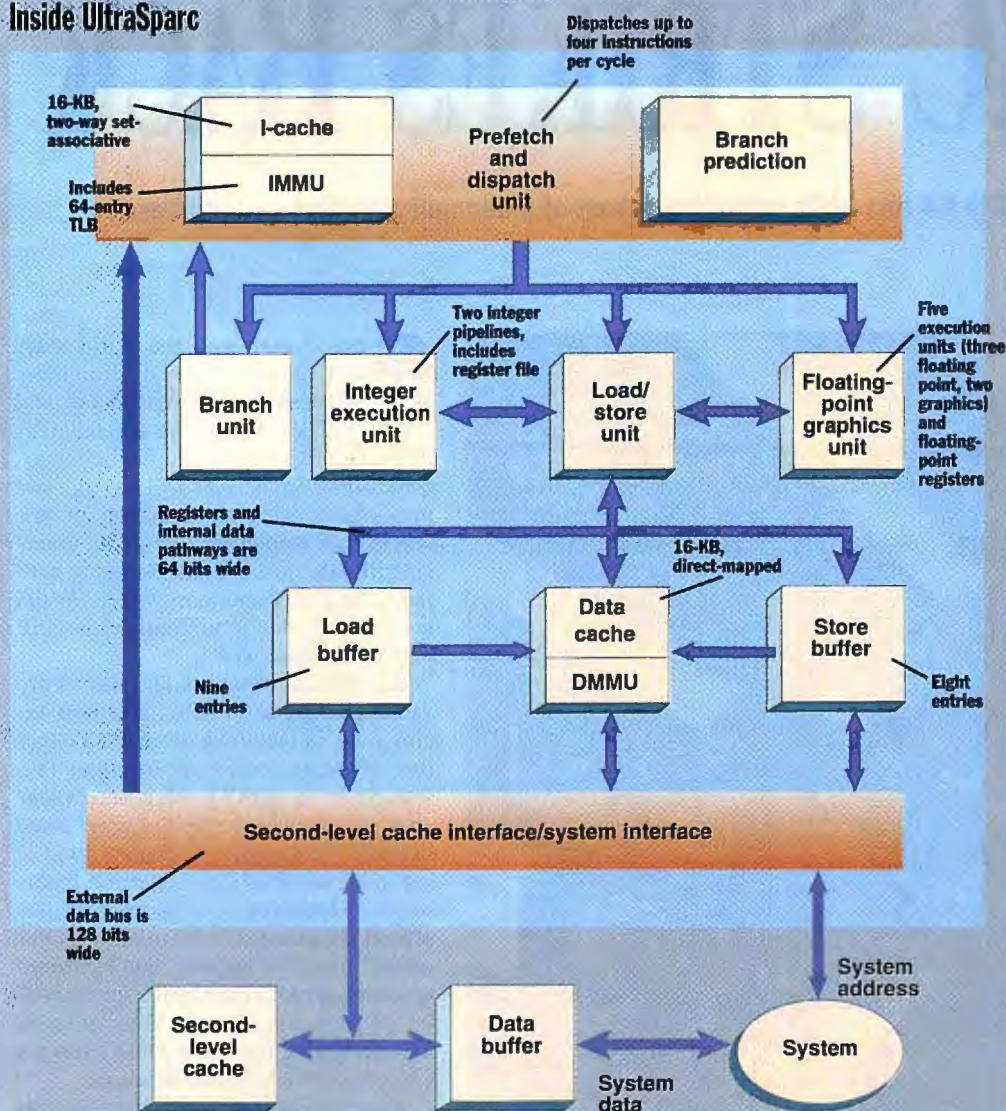 Inside UltraSparc
Dispatches up to
four instructions
per cycle
16-KB,
two-way set-
associative
I-cache
IMMU
Includes
64-entry
TLB
Prefetch
and
dispatch
unit
Branch
prediction
Branch
unit
Two integer
pipelines,
includes
register file
Integer
execution
unit
Load/
store
unit
Floating-
point
graphics
unit
Five
execution
units (three
floating
point, two
graphics)
and
floating-
point
registers
Registers and
internal data
pathways are
64 bits wide
16-KB,
direct-mapped
Load
buffer
Nine
entries
Data
cache
DMMU
Store
buffer
Eight
entries
Second-level cache interface/system interface
External
data bus is
128 bits
wide
System
address
Second-
level
cache
Data
buffer
System
System
data